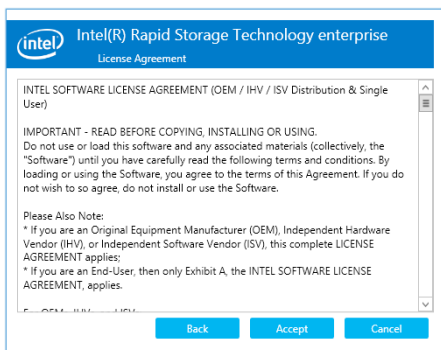 intel
Intel(R) Rapid Storage Technology enterprise
License Agreement
INTEL SOFTWARE LICENSE AGREEMENT (OEM / IHV / ISV Distribution & Single
User)
IMPORTANT - READ BEFORE COPYING, INSTALLING OR USING.
Do not use or load this software and any associated materials (collectively, the
"Software") until you have carefully read the following terms and conditions. By
loading or using the Software, you agree to the terms of this Agreement. If you do
not wish to so agree, do not install or use the Software.
Please Also Note:
* If you are an Original Equipment Manufacturer (OEM), Independent Hardware
Vendor (IHV), or Independent Software Vendor (ISV), this complete LICENSE
AGREEMENT applies;
* If you are an End-User, then only Exhibit A, the INTEL SOFTWARE LICENSE
AGREEMENT, applies.
Back Accept Cancel